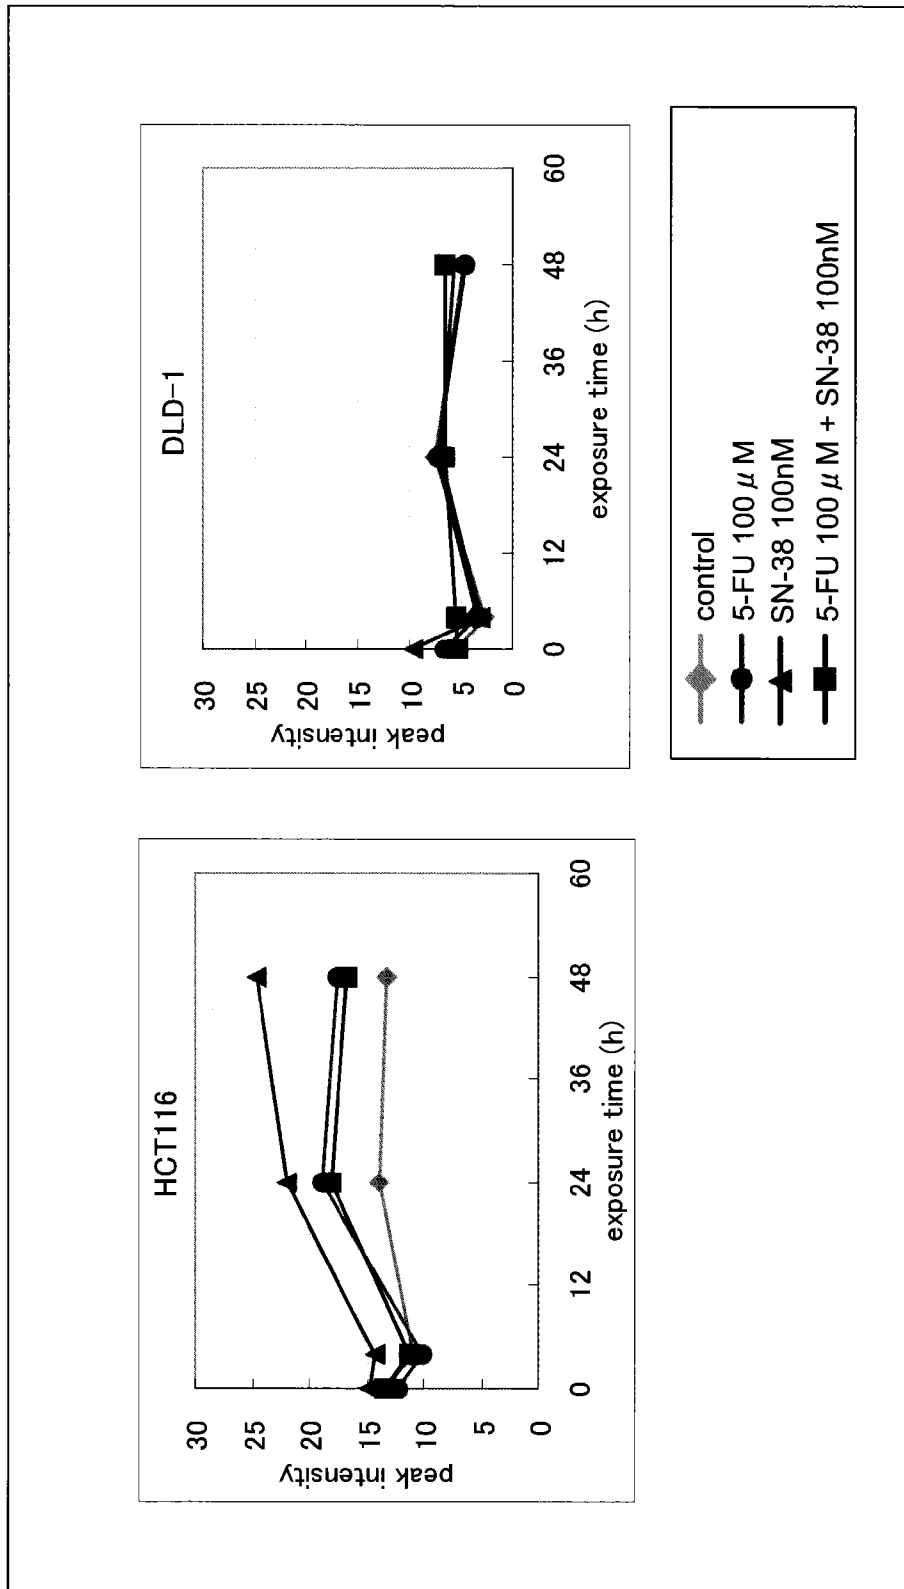 HCT116
peak intensity
30
25
20
15
10
5
0
0
12
24
36
48
60
exposure time (h)
DLD-1
peak intensity
30
25
20
15
10
5
0
0
12
24
36
48
60
exposure time (h)
control
5-FU 100 μ M
SN-38 100nM
5-FU 100 μ M + SN-38 100nM